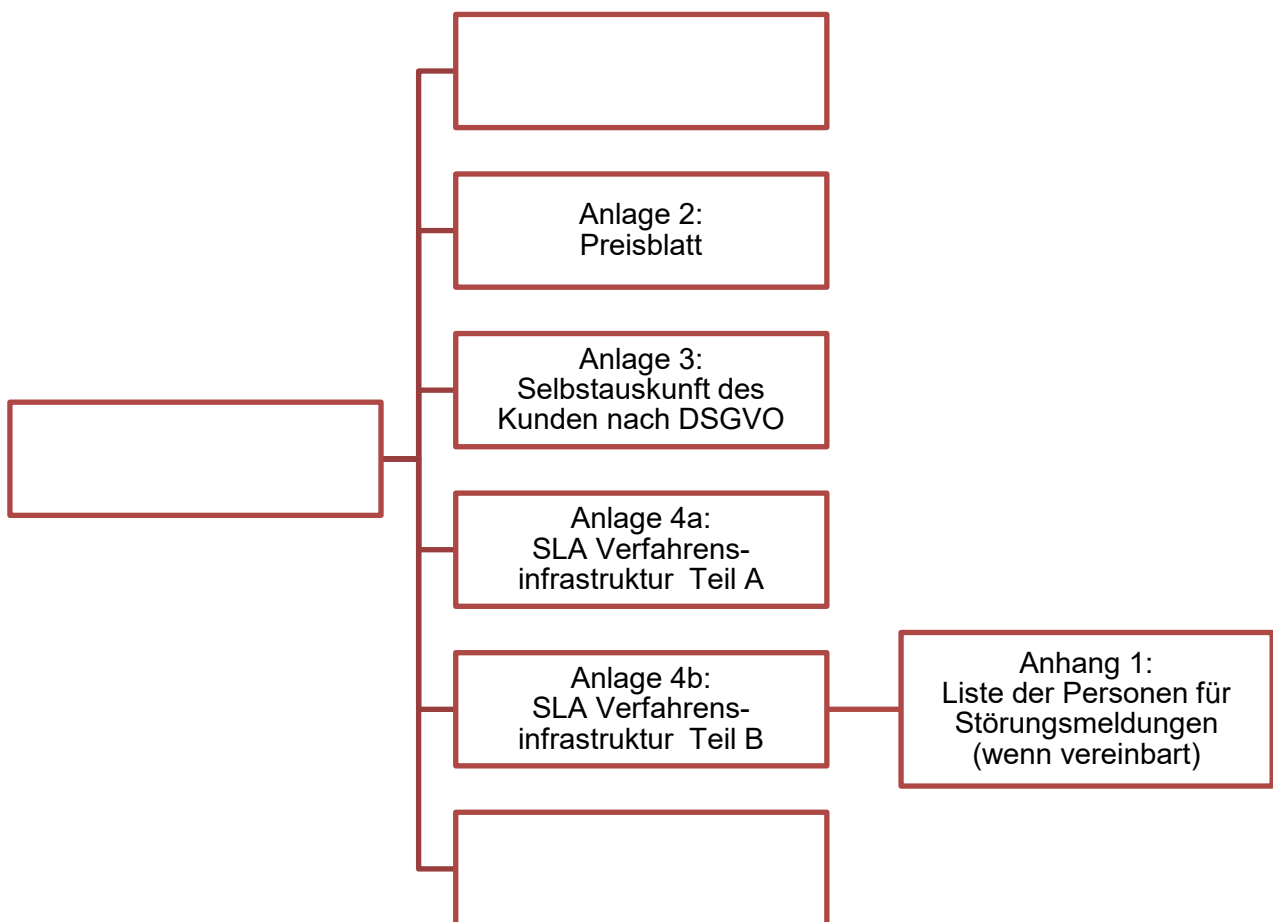 Anlage 2:
Preisblatt
Anlage 3:
Selbstauskunft des
Kunden nach DSGVO
Anlage 4a:
SLA Verfahrens-
infrastruktur Teil A
Anlage 4b:
SLA Verfahrens-
infrastruktur Teil B
Anhang 1:
Liste der Personen für
Störungsmeldungen
(wenn vereinbart)